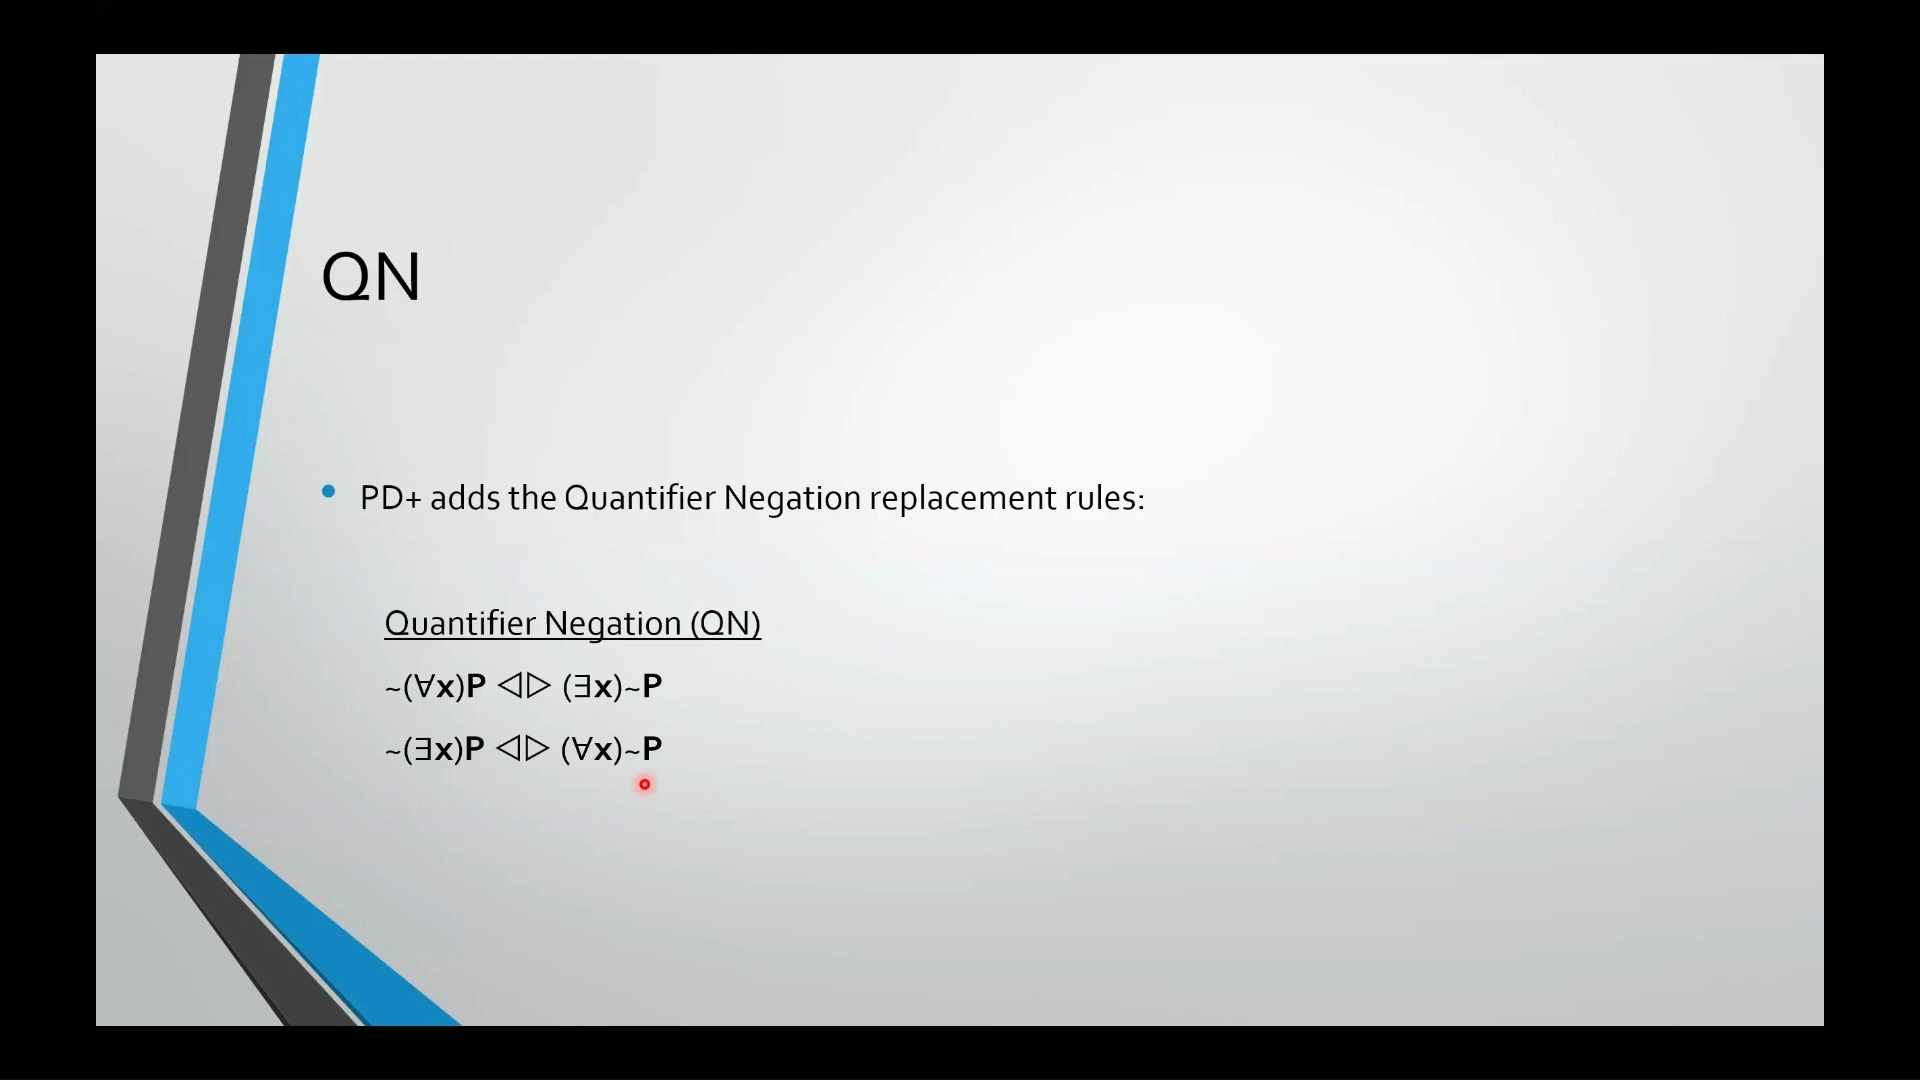 QN
• PD+ adds the Quantifier Negation replacement rules:
Quantifier Negation (QN)
~(∀x)P ◁▷ (∃x)~P
~(∃x)P ◁▷ (∀x)~P